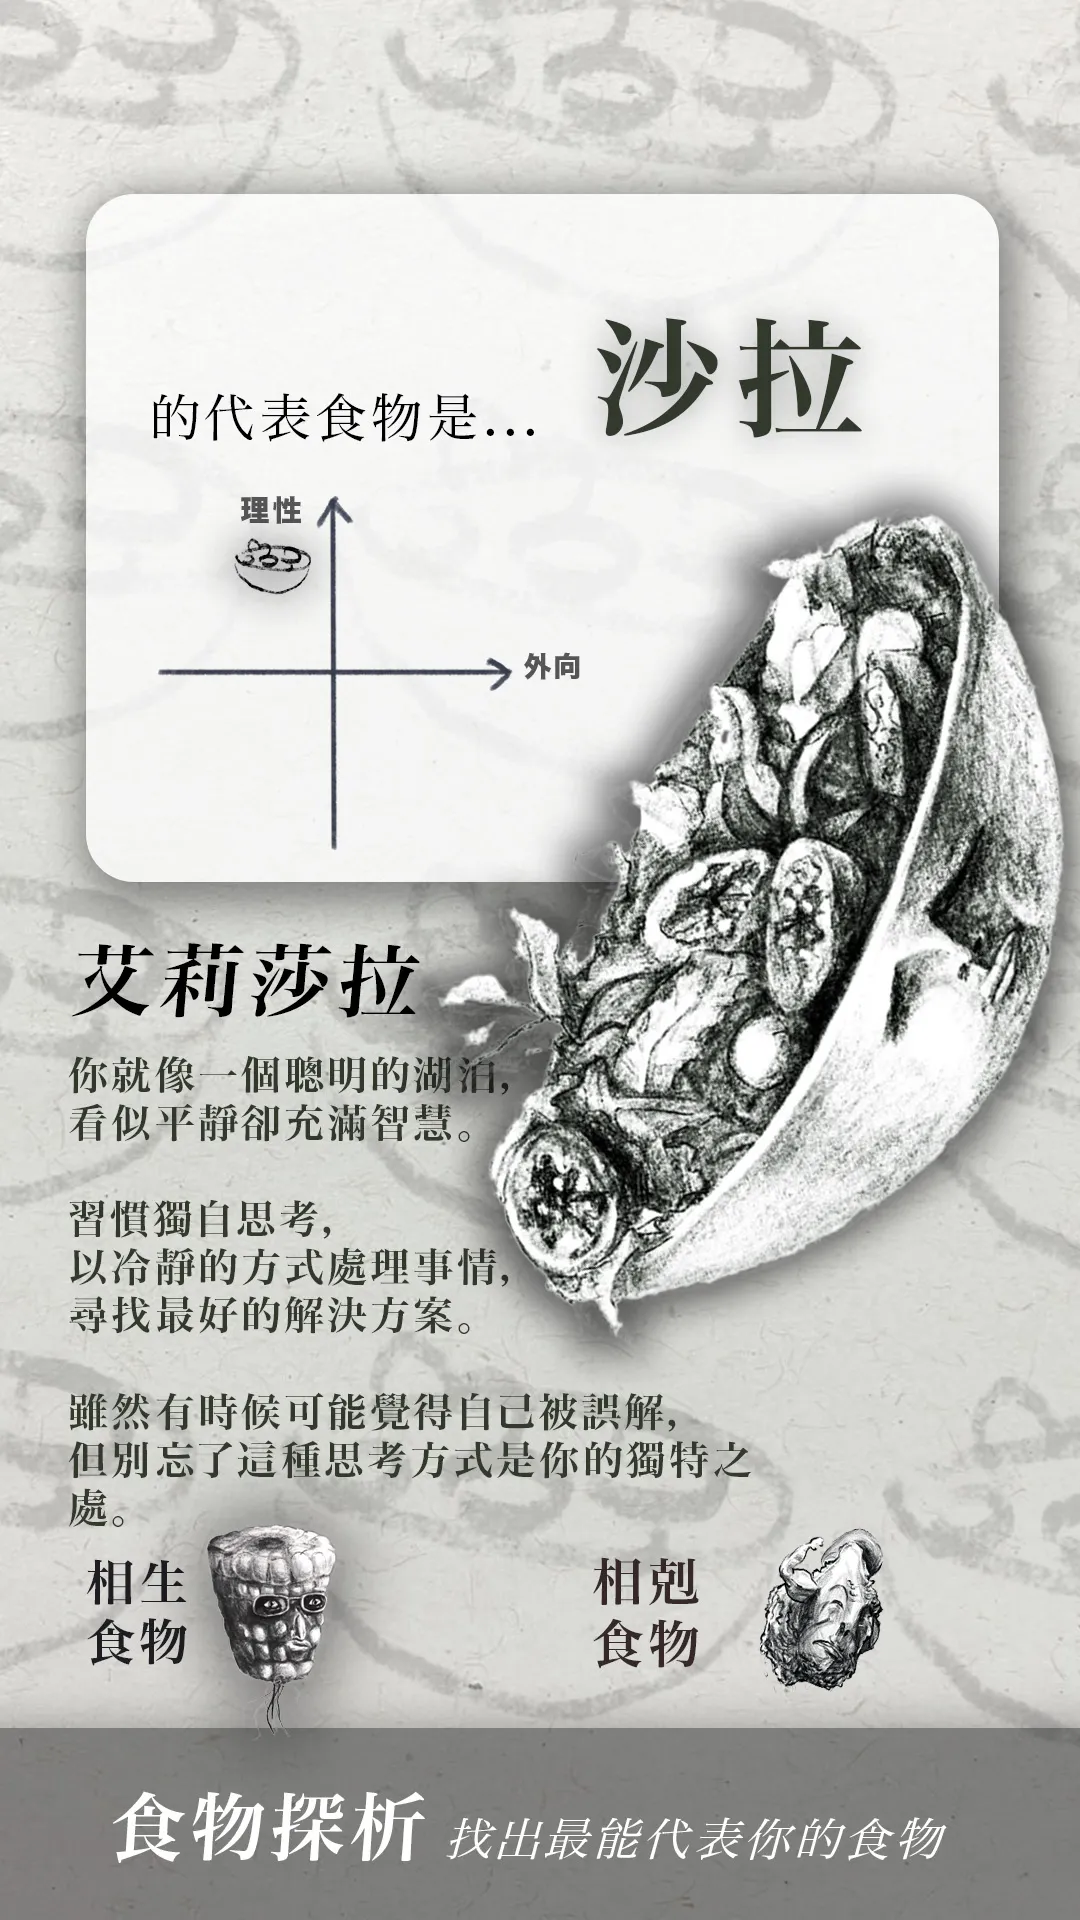 沙拉
的代表食物是...
理性
外向
艾莉莎拉
你就像一個聰明的湖泊,
看似平靜卻充滿智慧。
習慣獨自思考,
以冷靜的方式處理事情,
尋找最好的解決方案。
雖然有時候可能覺得自己被誤解,
但別忘了這種思考方式是你的獨特之
處。
相生
食物
相剋
食物
食物探析 找出最能代表你的食物